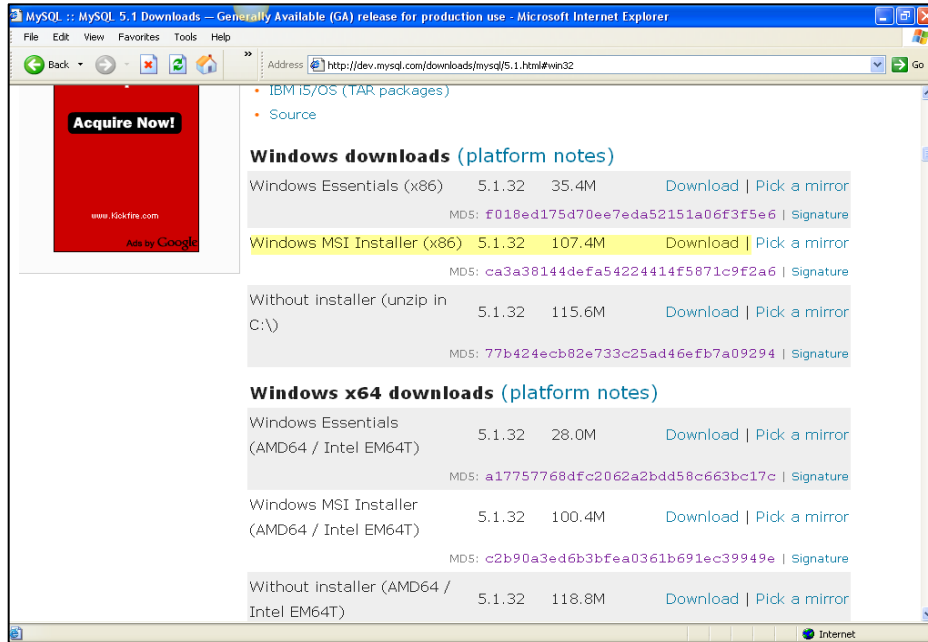 MySQL :: MySQL 5.1 Downloads — Generally Available (GA) release for production use - Microsoft Internet Explorer
File Edit View Favorites Tools Help
Back » Address http://dev.mysql.com/downloads/mysql/5.1.html#win32 Go
• IBM i5/OS (TAR packages)
• Source
Acquire Now!
www.Kickfire.com
Ads by Google
Windows downloads (platform notes)
Windows Essentials (x86) 5.1.32 35.4M Download | Pick a mirror
MD5: f018ed175d70ee7eda52151a06f3f5e6 | Signature
Windows MSI Installer (x86) 5.1.32 107.4M Download | Pick a mirror
MD5: ca3a38144defa54224414f5871c9f2a6 | Signature
Without installer (unzip in
C:\) 5.1.32 115.6M Download | Pick a mirror
MD5: 77b424ecb82e733c25ad46efb7a09294 | Signature
Windows x64 downloads (platform notes)
Windows Essentials
(AMD64 / Intel EM64T) 5.1.32 28.0M Download | Pick a mirror
MD5: a17757768dfc2062a2bdd58c663bc17c | Signature
Windows MSI Installer
(AMD64 / Intel EM64T) 5.1.32 100.4M Download | Pick a mirror
MD5: c2b90a3ed6b3bfea0361b691ec39949e | Signature
Without installer (AMD64 /
Intel EM64T) 5.1.32 118.8M Download | Pick a mirror
Internet